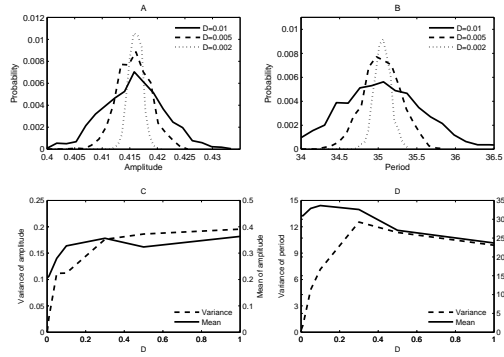 A
Probability
0.012
0.01
0.008
0.006
0.004
0.002
0
D=0.01
D=0.005
D=0.002
0.4
0.405
0.41
0.415
0.42
0.425
0.43
Amplitude
B
Probability
0.01
0.008
0.006
0.004
0.002
0
D=0.01
D=0.005
D=0.002
34
34.5
35
35.5
36
36.5
Period
C
Variance of amplitude
0.25
0.2
0.15
0.1
0.05
0
Variance
Mean
0.5
0.4
0.3
0.2
0.1
0
Mean of amplitude
0
0.2
0.4
0.6
0.8
1
D
D
Variance of period
15
12
9
6
3
0
Variance
Mean
0
0.2
0.4
0.6
0.8
1
D